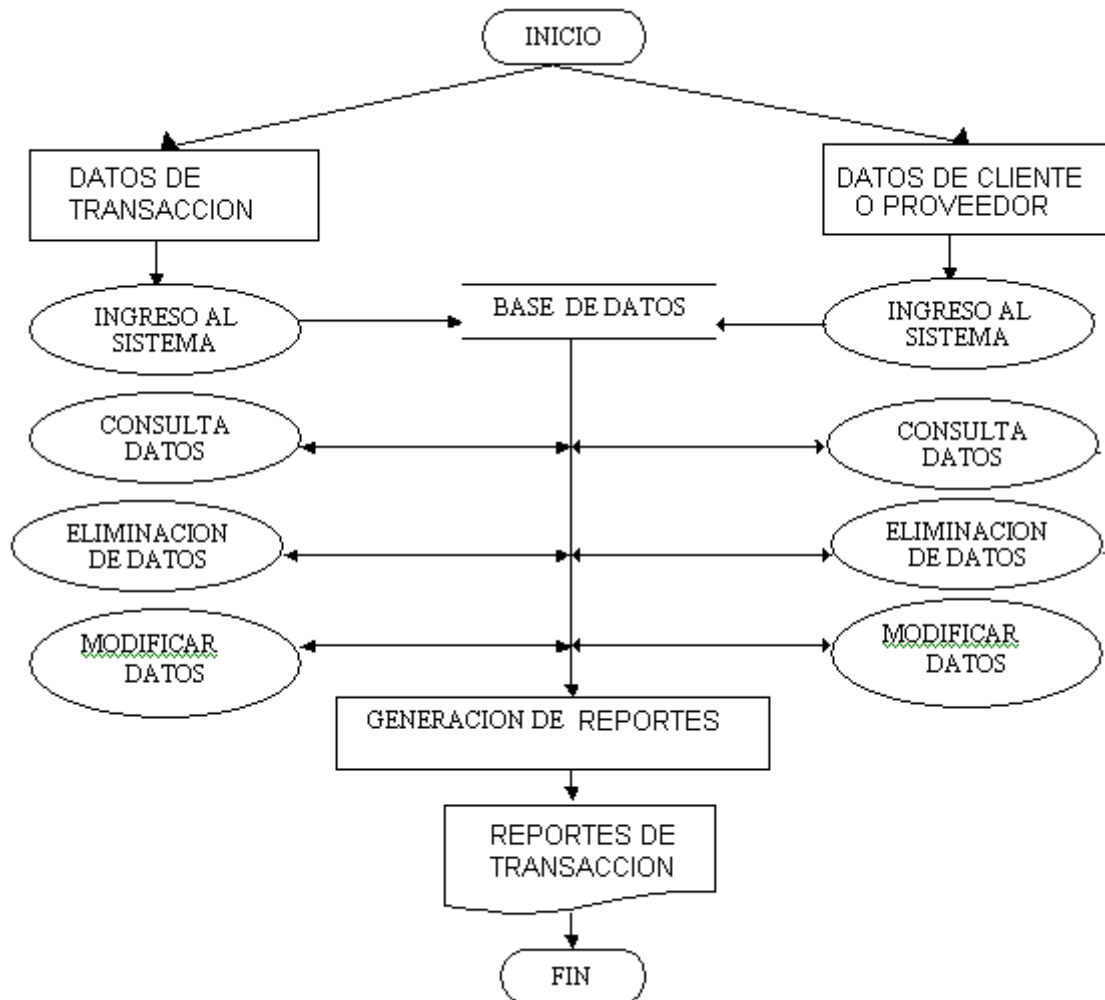 INICIO
DATOS DE
TRANSACCION
DATOS DE CLIENTE
O PROVEEDOR
INGRESO AL
SISTEMA
BASE DE DATOS
INGRESO AL
SISTEMA
CONSULTA
DATOS
CONSULTA
DATOS
ELIMINACION
DE DATOS
ELIMINACION
DE DATOS
MODIFICAR
DATOS
MODIFICAR
DATOS
GENERACION DE REPORTES
REPORTES DE
TRANSACCION
FIN